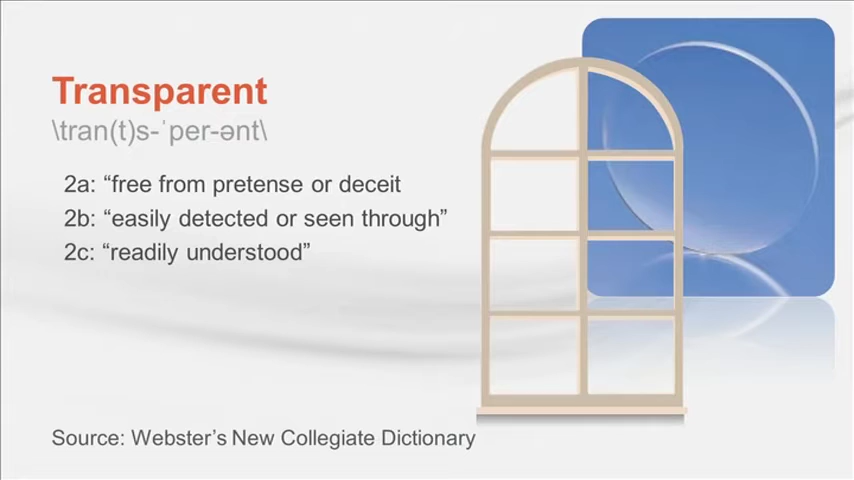 Transparent
\tran(t)s-ˈper-ənt\
2a: “free from pretense or deceit
2b: “easily detected or seen through”
2c: “readily understood”
Source: Webster’s New Collegiate Dictionary